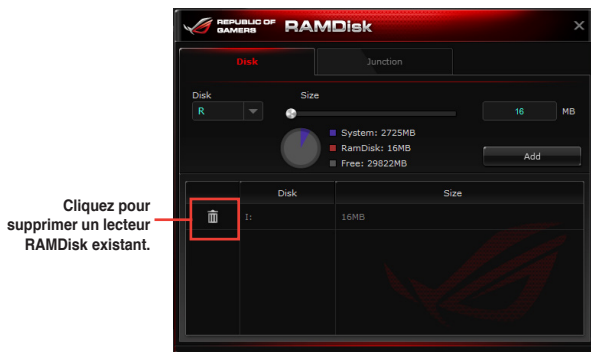 REPUBLIC OF
GAMERS
RAMDisk
Disk
Junction
Disk
Size
R
16
MB
System: 2725MB
RamDisk: 16MB
Free: 29822MB
Add
Disk
Size
I:
16MB
Cliquez pour
supprimer un lecteur
RAMDisk existant.